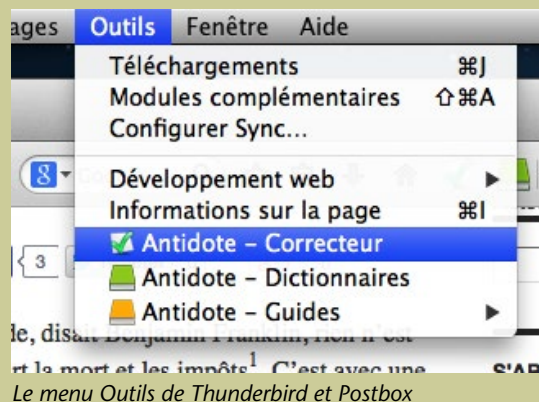 ages Outils Fenêtre Aide
Téléchargements ⌘J
Modules complémentaires ⇧⌘A
Configurer Sync...
Développement web ▶
Informations sur la page ⌘I
Antidote – Correcteur
{ 3
Antidote – Dictionnaires
Antidote – Guides ▶
de, disait Benjamin Franklin, rien n'est
rt la mort et les impôts1. C'est avec une
S'AB
Le menu Outils de Thunderbird et Postbox